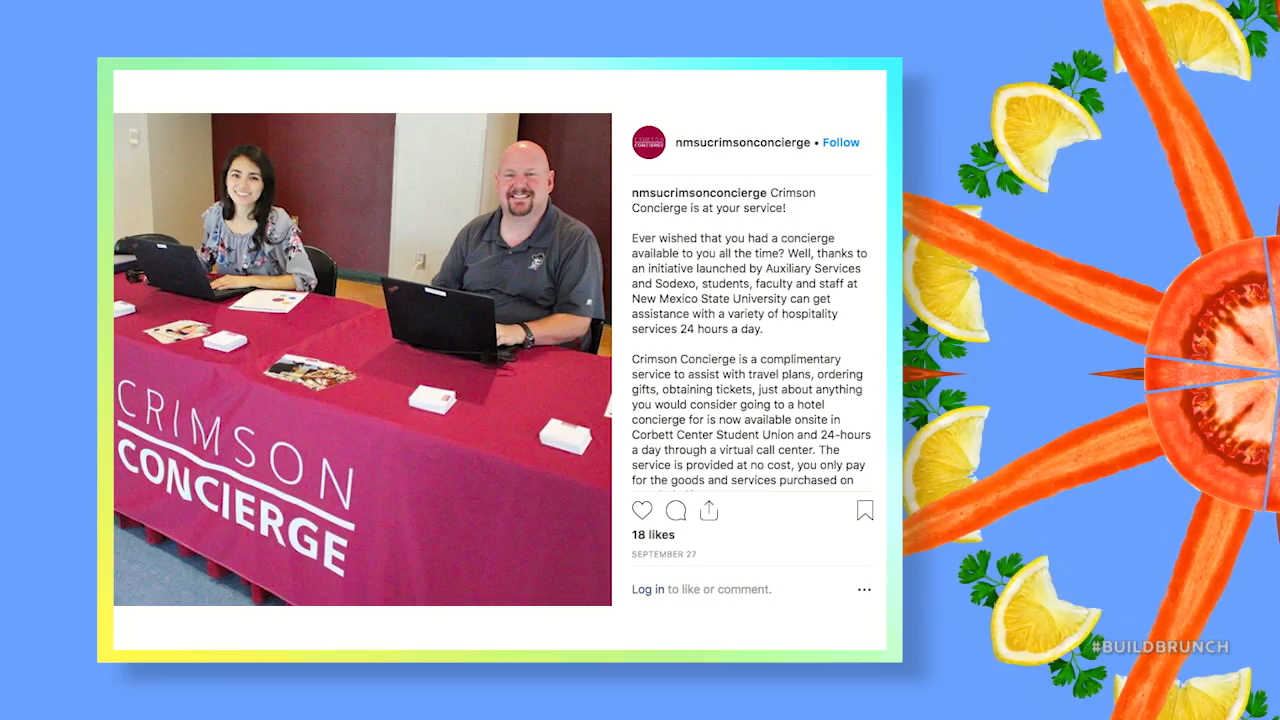 CRIMSON
CONCIERGE
nmsucrimsonconcierge • Follow
nmsucrimsonconcierge Crimson
Concierge is at your service!
Ever wished that you had a concierge
available to you all the time? Well, thanks to
an initiative launched by Auxiliary Services
and Sodexo, students, faculty and staff at
New Mexico State University can get
assistance with a variety of hospitality
services 24 hours a day.
Crimson Concierge is a complimentary
service to assist with travel plans, ordering
gifts, obtaining tickets, just about anything
you would consider going to a hotel
concierge for is now available onsite in
Corbett Center Student Union and 24-hours
a day through a virtual call center. The
service is provided at no cost, you only pay
for the goods and services purchased on
18 likes
SEPTEMBER 27
Log in to like or comment.
#BUILDBRUNCH